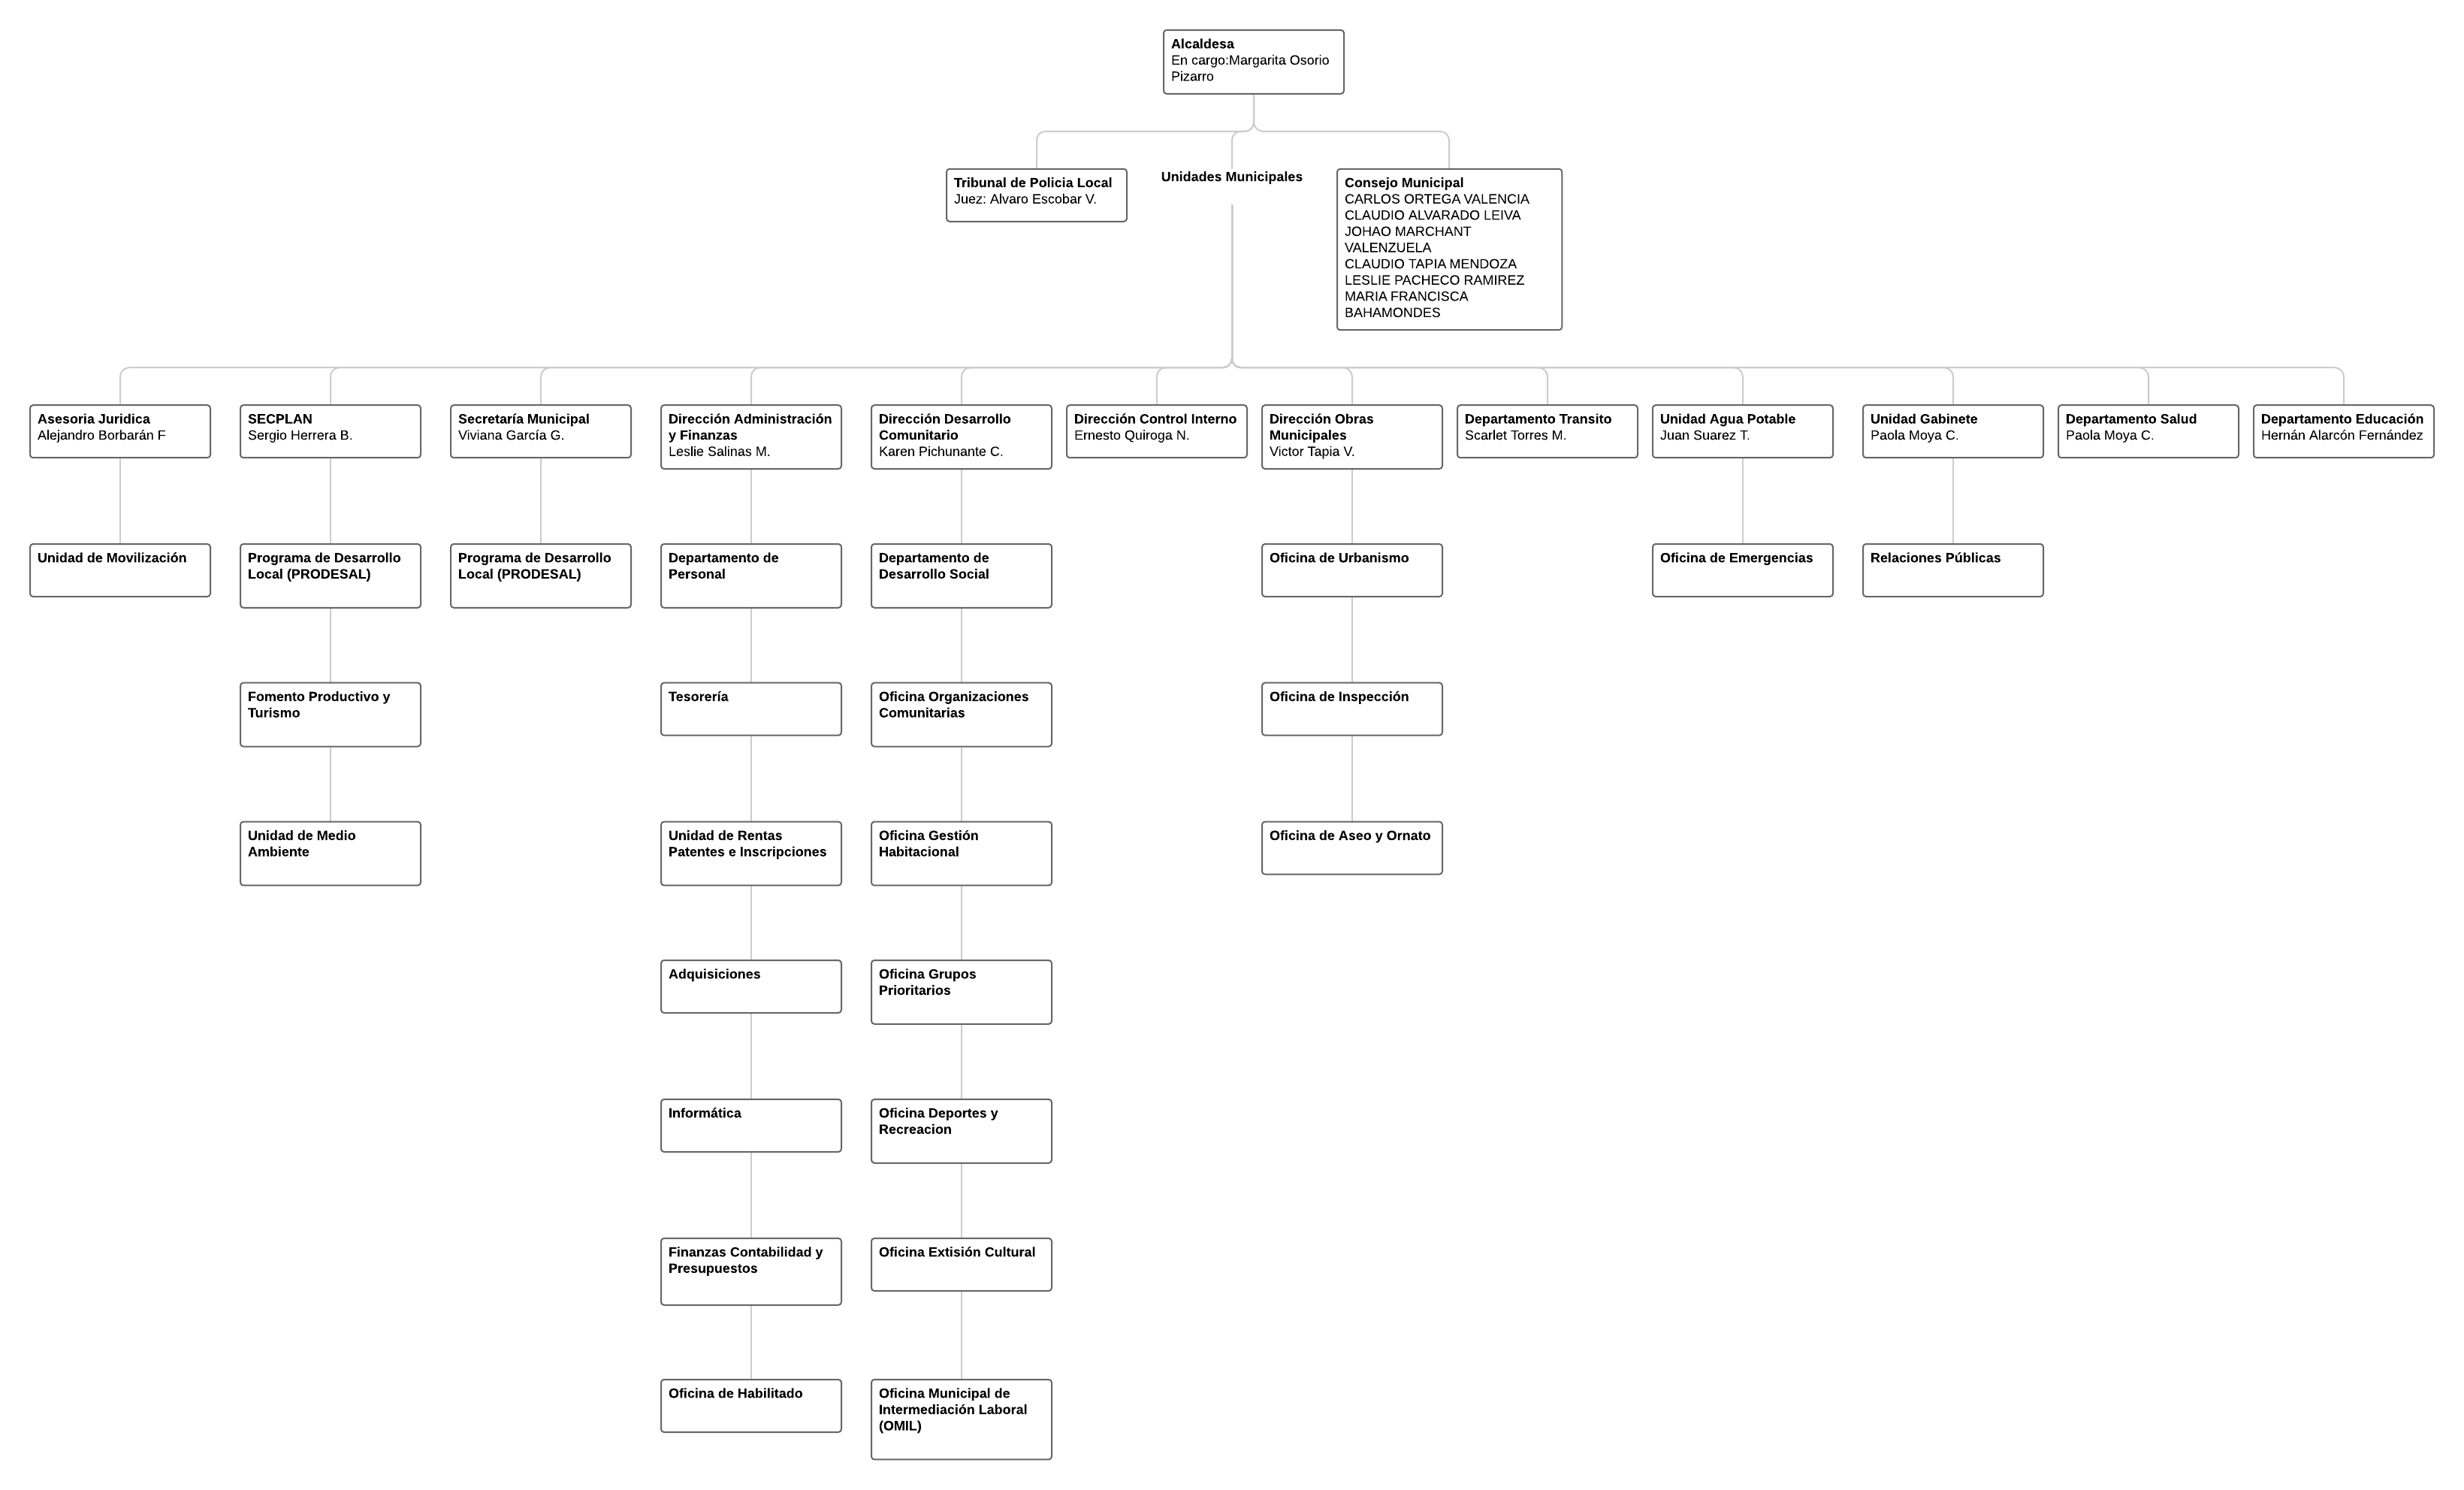 Alcaldesa
En cargo:Margarita Osorio
Pizarro
Tribunal de Policia Local
Juez: Alvaro Escobar V.
Unidades Municipales
Consejo Municipal
CARLOS ORTEGA VALENCIA
CLAUDIO ALVARADO LEIVA
JOHAO MARCHANT
VALENZUELA
CLAUDIO TAPIA MENDOZA
LESLIE PACHECO RAMIREZ
MARIA FRANCISCA
BAHAMONDES
Asesoria Juridica
Alejandro Borbarán F
SECPLAN
Sergio Herrera B.
Secretaría Municipal
Viviana García G.
Dirección Administración
y Finanzas
Leslie Salinas M.
Dirección Desarrollo
Comunitario
Karen Pichunante C.
Dirección Control Interno
Ernesto Quiroga N.
Dirección Obras
Municipales
Victor Tapia V.
Departamento Transito
Scarlet Torres M.
Unidad Agua Potable
Juan Suarez T.
Unidad Gabinete
Paola Moya C.
Departamento Salud
Paola Moya C.
Departamento Educación
Hernán Alarcón Fernández
Unidad de Movilización
Programa de Desarrollo
Local (PRODESAL)
Programa de Desarrollo
Local (PRODESAL)
Departamento de
Personal
Departamento de
Desarrollo Social
Oficina de Urbanismo
Oficina de Emergencias
Relaciones Públicas
Fomento Productivo y
Turismo
Tesorería
Oficina Organizaciones
Comunitarias
Oficina de Inspección
Unidad de Medio
Ambiente
Unidad de Rentas
Patentes e Inscripciones
Oficina Gestión
Habitacional
Oficina de Aseo y Ornato
Adquisiciones
Oficina Grupos
Prioritarios
Informática
Oficina Deportes y
Recreacion
Finanzas Contabilidad y
Presupuestos
Oficina Extisión Cultural
Oficina de Habilitado
Oficina Municipal de
Intermediación Laboral
(OMIL)